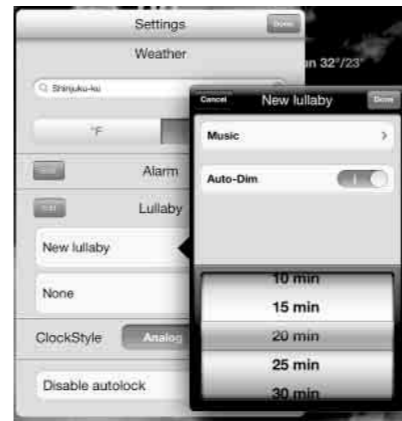 Settings
Done
Weather
Shinjuku-ku
°F
Alarm
Lullaby
New lullaby
None
ClockStyle
Analog
Disable autolock
un 32°/23°
Cancel
New lullaby
Done
Music
Auto-Dim
10 min
15 min
20 min
25 min
30 min